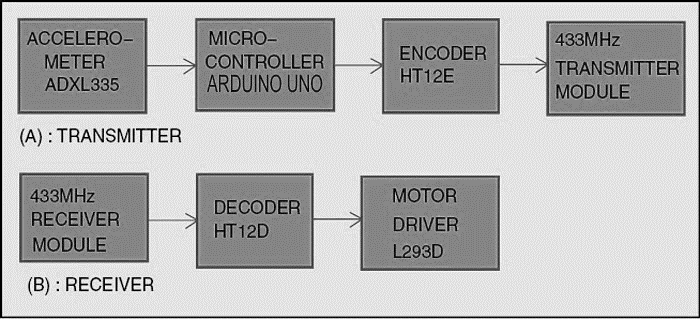 ACCELERO-
METER
ADXL335
MICRO-
CONTROLLER
ARDUINO UNO
ENCODER
HT12E
433MHz
TRANSMITTER
MODULE
(A) : TRANSMITTER
433MHz
RECEIVER
MODULE
DECODER
HT12D
MOTOR
DRIVER
L293D
(B) : RECEIVER